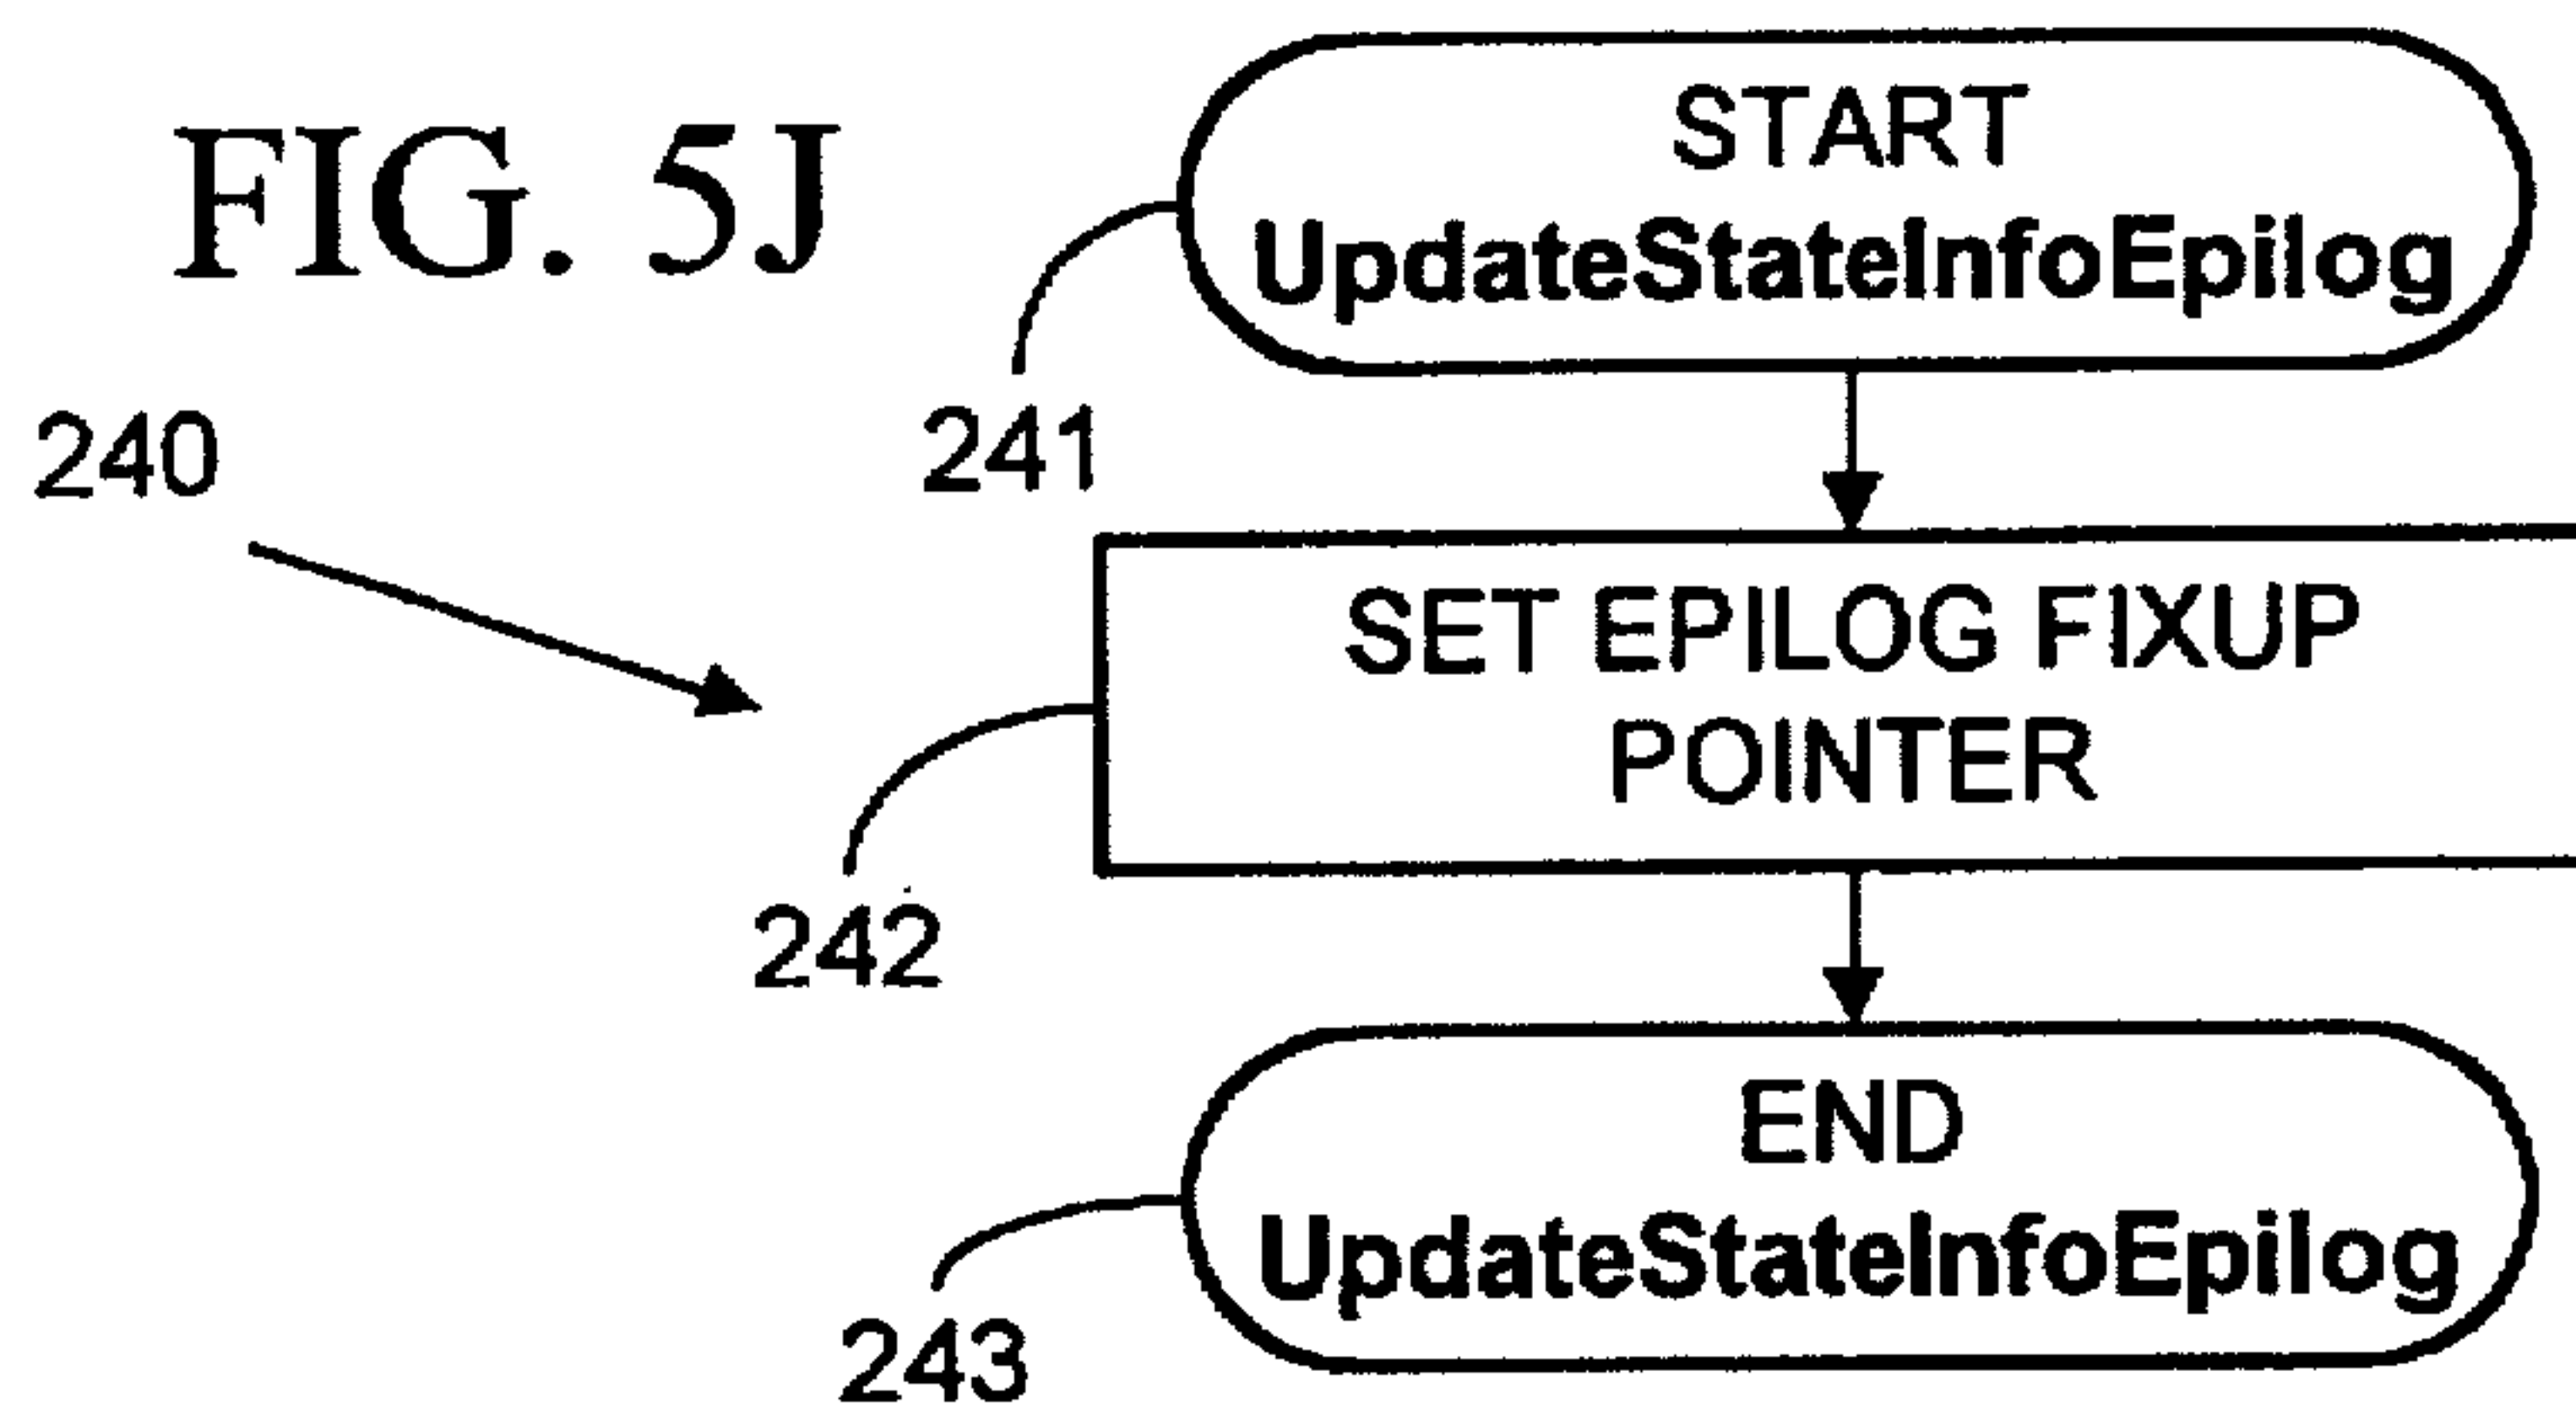 FIG. 5J
START
UpdateStateInfoEpilog
241
240
SET EPILOG FIXUP
POINTER
242
END
UpdateStateInfoEpilog
243